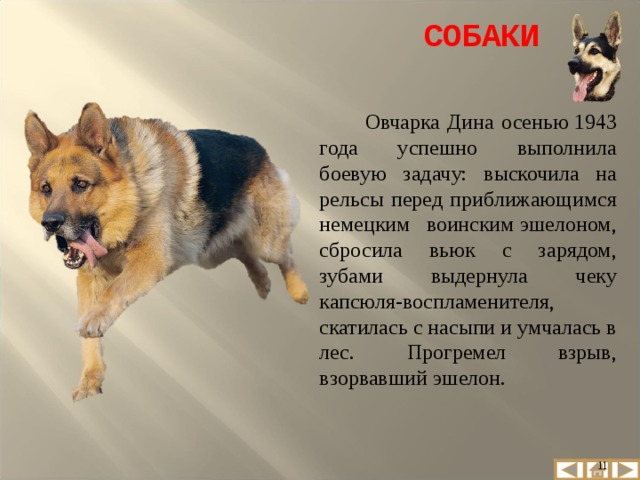 СОБАКИ
Овчарка Дина осенью 1943
года успешно выполнила
боевую задачу: выскочила на
рельсы перед приближающимся
немецким воинским эшелоном,
сбросила вьюк с зарядом,
зубами выдернула чеку
капсюля-воспламенителя,
скатилась с насыпи и умчалась в
лес. Прогремел взрыв,
взорвавший эшелон.
11